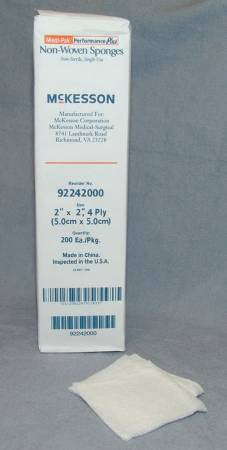 Medi-Pak Performance Plus
Non-Woven Sponges
Non-Sterile, Single Use
McKESSON
Manufactured For:
McKesson Corporation
McKesson Medical-Surgical
8741 Landmark Road
Richmond, VA 23228
Reorder No.
92242000
Size
2" x 2", 4 Ply
(5.0cm x 5.0cm)
Quantity:
200 Ea./Pkg.
Made in China.
Inspected in the U.S.A.
92242000